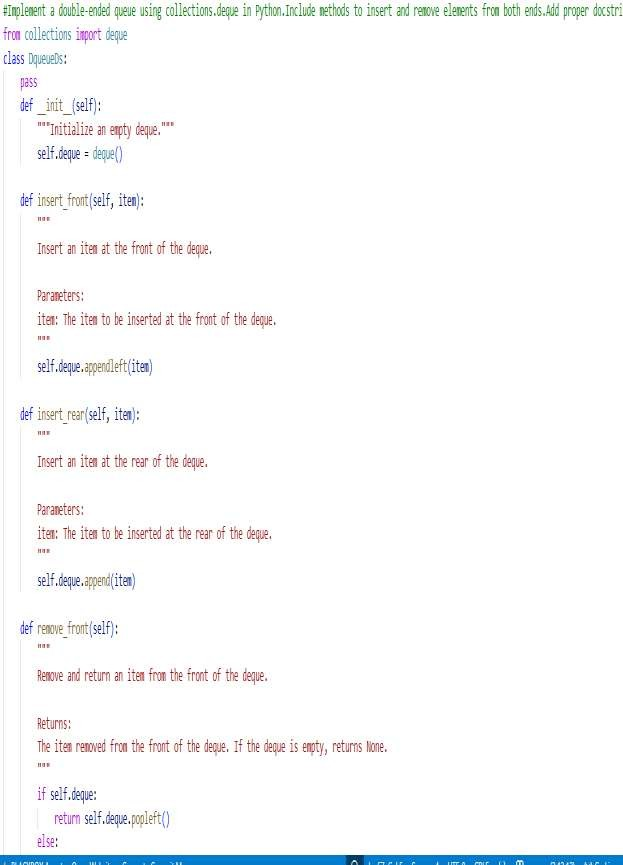 #Implement a double-ended queue using collections.deque in Python.Include methods to insert and remove elements from both ends.Add proper docstri
from collections import deque
class DqueueDs:
    pass
    def __init__(self):
        """Initialize an empty deque."""
        self.deque = deque()
    def insert_front(self, item):
        """
        Insert an item at the front of the deque.
        Parameters:
        item: The item to be inserted at the front of the deque.
        """
        self.deque.appendleft(item)
    def insert_rear(self, item):
        """
        Insert an item at the rear of the deque.
        Parameters:
        item: The item to be inserted at the rear of the deque.
        """
        self.deque.append(item)
    def remove_front(self):
        """
        Remove and return an item from the front of the deque.
        Returns:
        The item removed from the front of the deque. If the deque is empty, returns None.
        """
        if self.deque:
            return self.deque.popleft()
        else: